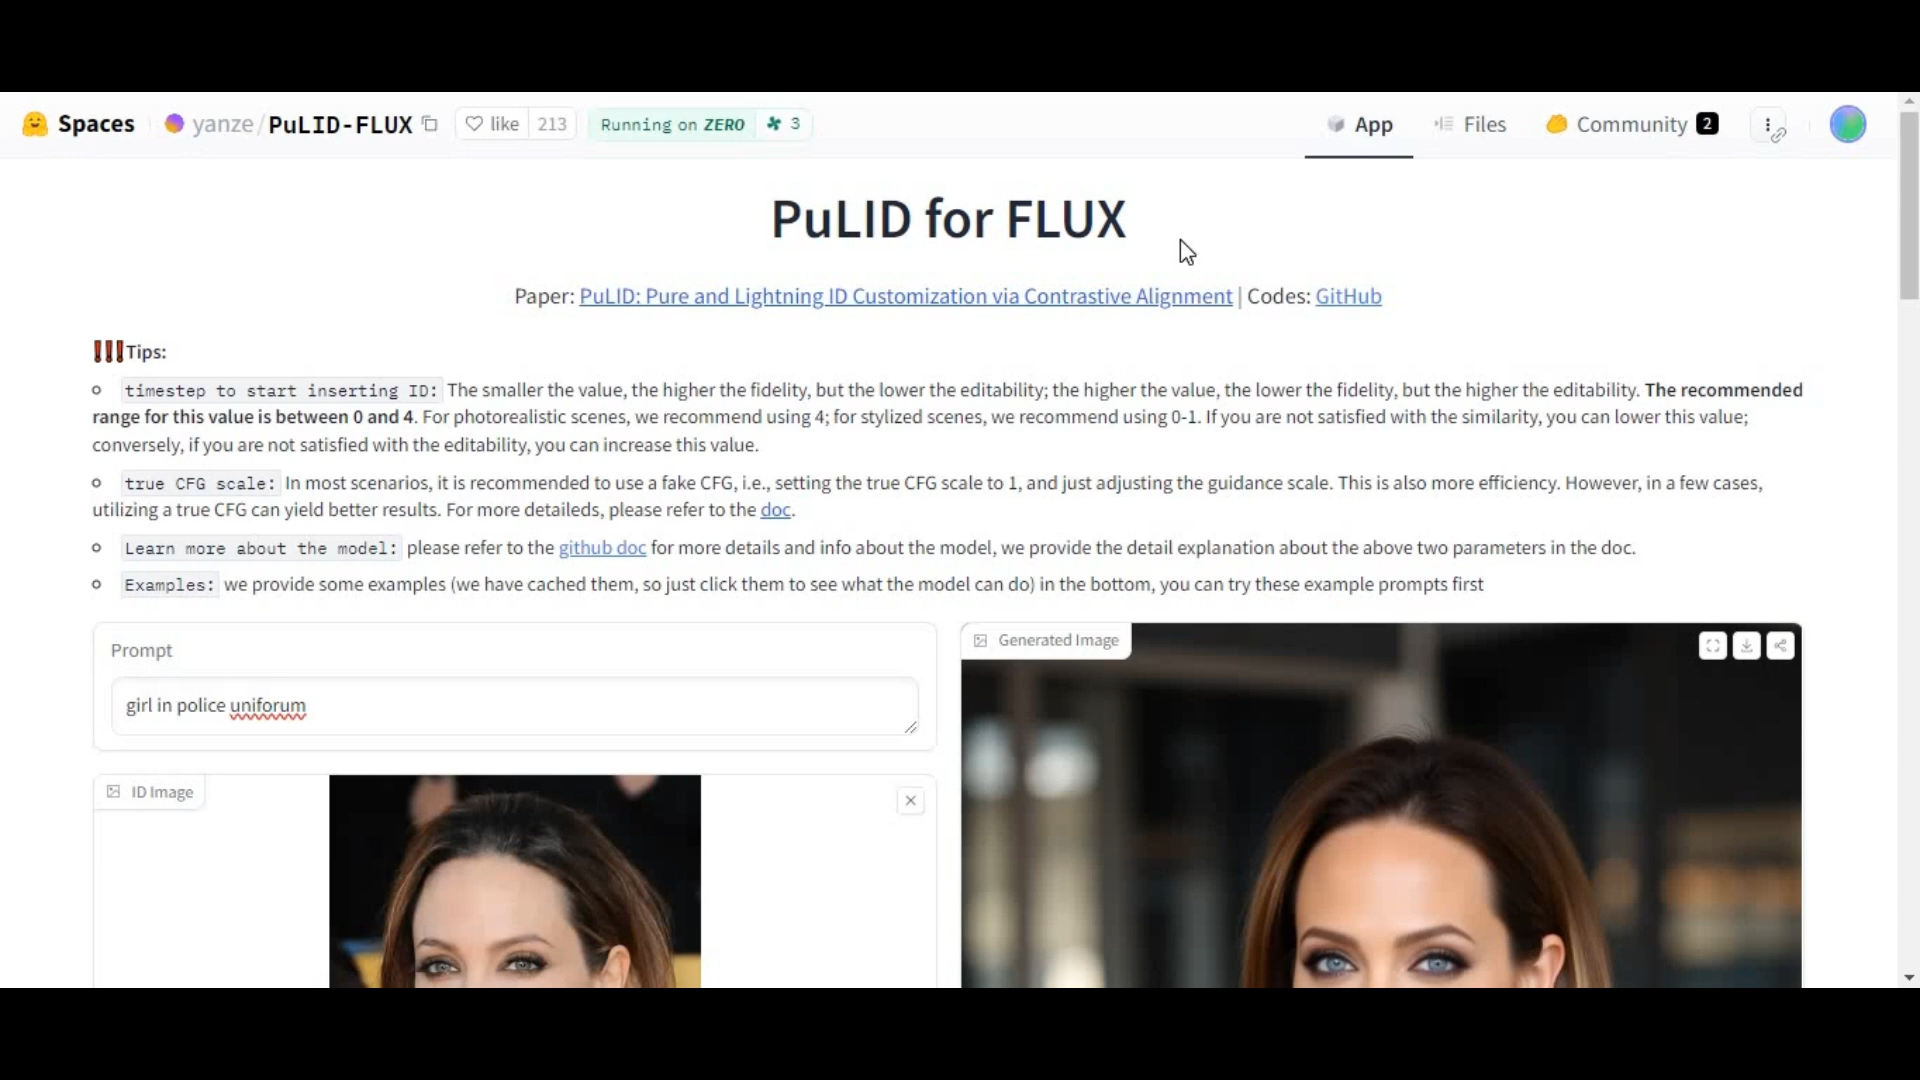 Spaces yanze/PuLID-FLUX like 213 Running on ZERO 3 App Files Community 2
PuLID for FLUX
Paper: PuLID: Pure and Lightning ID Customization via Contrastive Alignment | Codes: GitHub
!!!Tips:
timestep to start inserting ID: The smaller the value, the higher the fidelity, but the lower the editability; the higher the value, the lower the fidelity, but the higher the editability. The recommended
range for this value is between 0 and 4. For photorealistic scenes, we recommend using 4; for stylized scenes, we recommend using 0-1. If you are not satisfied with the similarity, you can lower this value;
conversely, if you are not satisfied with the editability, you can increase this value.
true CFG scale: In most scenarios, it is recommended to use a fake CFG, i.e., setting the true CFG scale to 1, and just adjusting the guidance scale. This is also more efficiency. However, in a few cases,
utilizing a true CFG can yield better results. For more detaileds, please refer to the doc.
Learn more about the model: please refer to the github doc for more details and info about the model, we provide the detail explanation about the above two parameters in the doc.
Examples: we provide some examples (we have cached them, so just click them to see what the model can do) in the bottom, you can try these example prompts first
Prompt
girl in police uniforum
ID Image
Generated Image